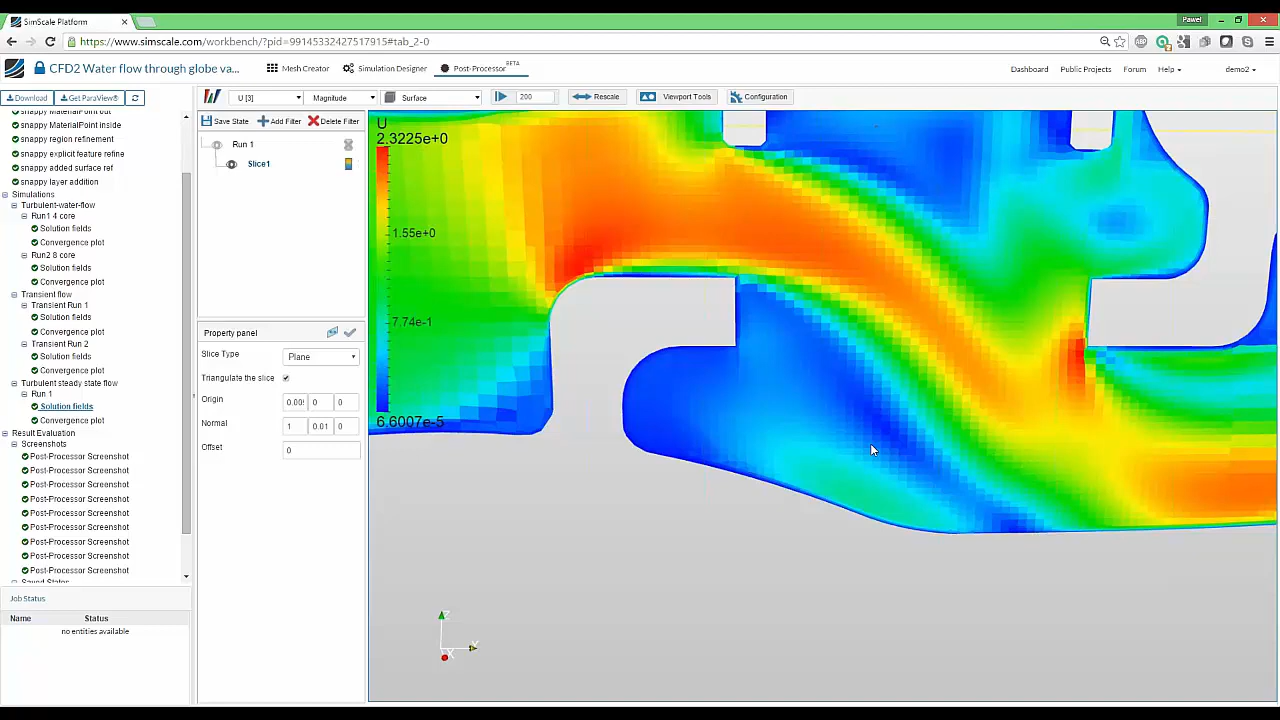 SimScale Platform
Pawel
https://www.simscale.com/workbench/?pid=99145332427517915#tab_2-0
CFD2 Water flow through globe va...
Mesh Creator
Simulation Designer
Post-Processor BETA
Dashboard
Public Projects
Forum
Help
demo2
Download
Get ParaView®
U [3]
Magnitude
Surface
200
Rescale
Viewport Tools
Configuration
snappy MaterialPoint out
snappy MaterialPoint inside
snappy region refinement
snappy explicit feature refine
snappy added surface ref
snappy layer addition
Simulations
Turbulent-water-flow
Run1 4 core
Solution fields
Convergence plot
Run2 8 core
Solution fields
Convergence plot
Transient flow
Transient Run 1
Solution fields
Convergence plot
Transient Run 2
Solution fields
Convergence plot
Turbulent steady state flow
Run 1
Solution fields
Convergence plot
Result Evaluation
Screenshots
Post-Processor Screenshot
Post-Processor Screenshot
Post-Processor Screenshot
Post-Processor Screenshot
Post-Processor Screenshot
Post-Processor Screenshot
Post-Processor Screenshot
Post-Processor Screenshot
Post-Processor Screenshot
Saved States
Job Status
Name Status
no entities available
Save State
Add Filter
Delete Filter
Run 1
Slice1
Property panel
Slice Type Plane
Triangulate the slice
Origin 0.00 0 0
Normal 1 0.01 0
Offset 0
U
2.3225e+0
1.55e+0
7.74e-1
6.6007e-5
Z
Y
X